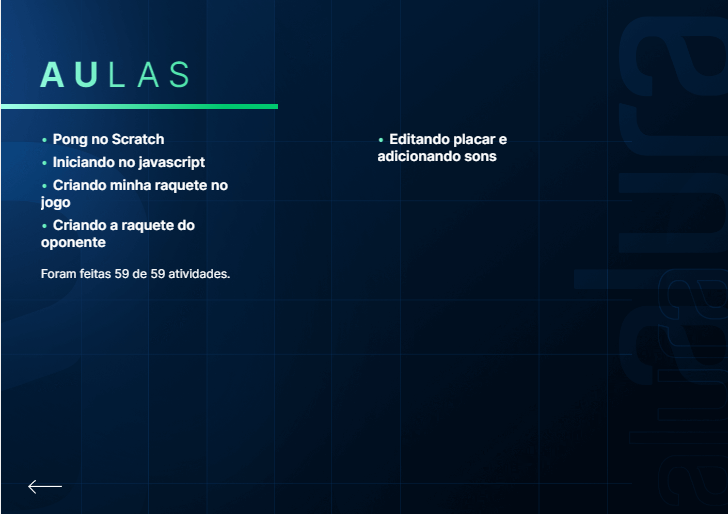 AULAS
• Pong no Scratch
• Iniciando no javascript
• Criando minha raquete no
jogo
• Criando a raquete do
oponente
Foram feitas 59 de 59 atividades.
• Editando placar e
adicionando sons
alura
alura